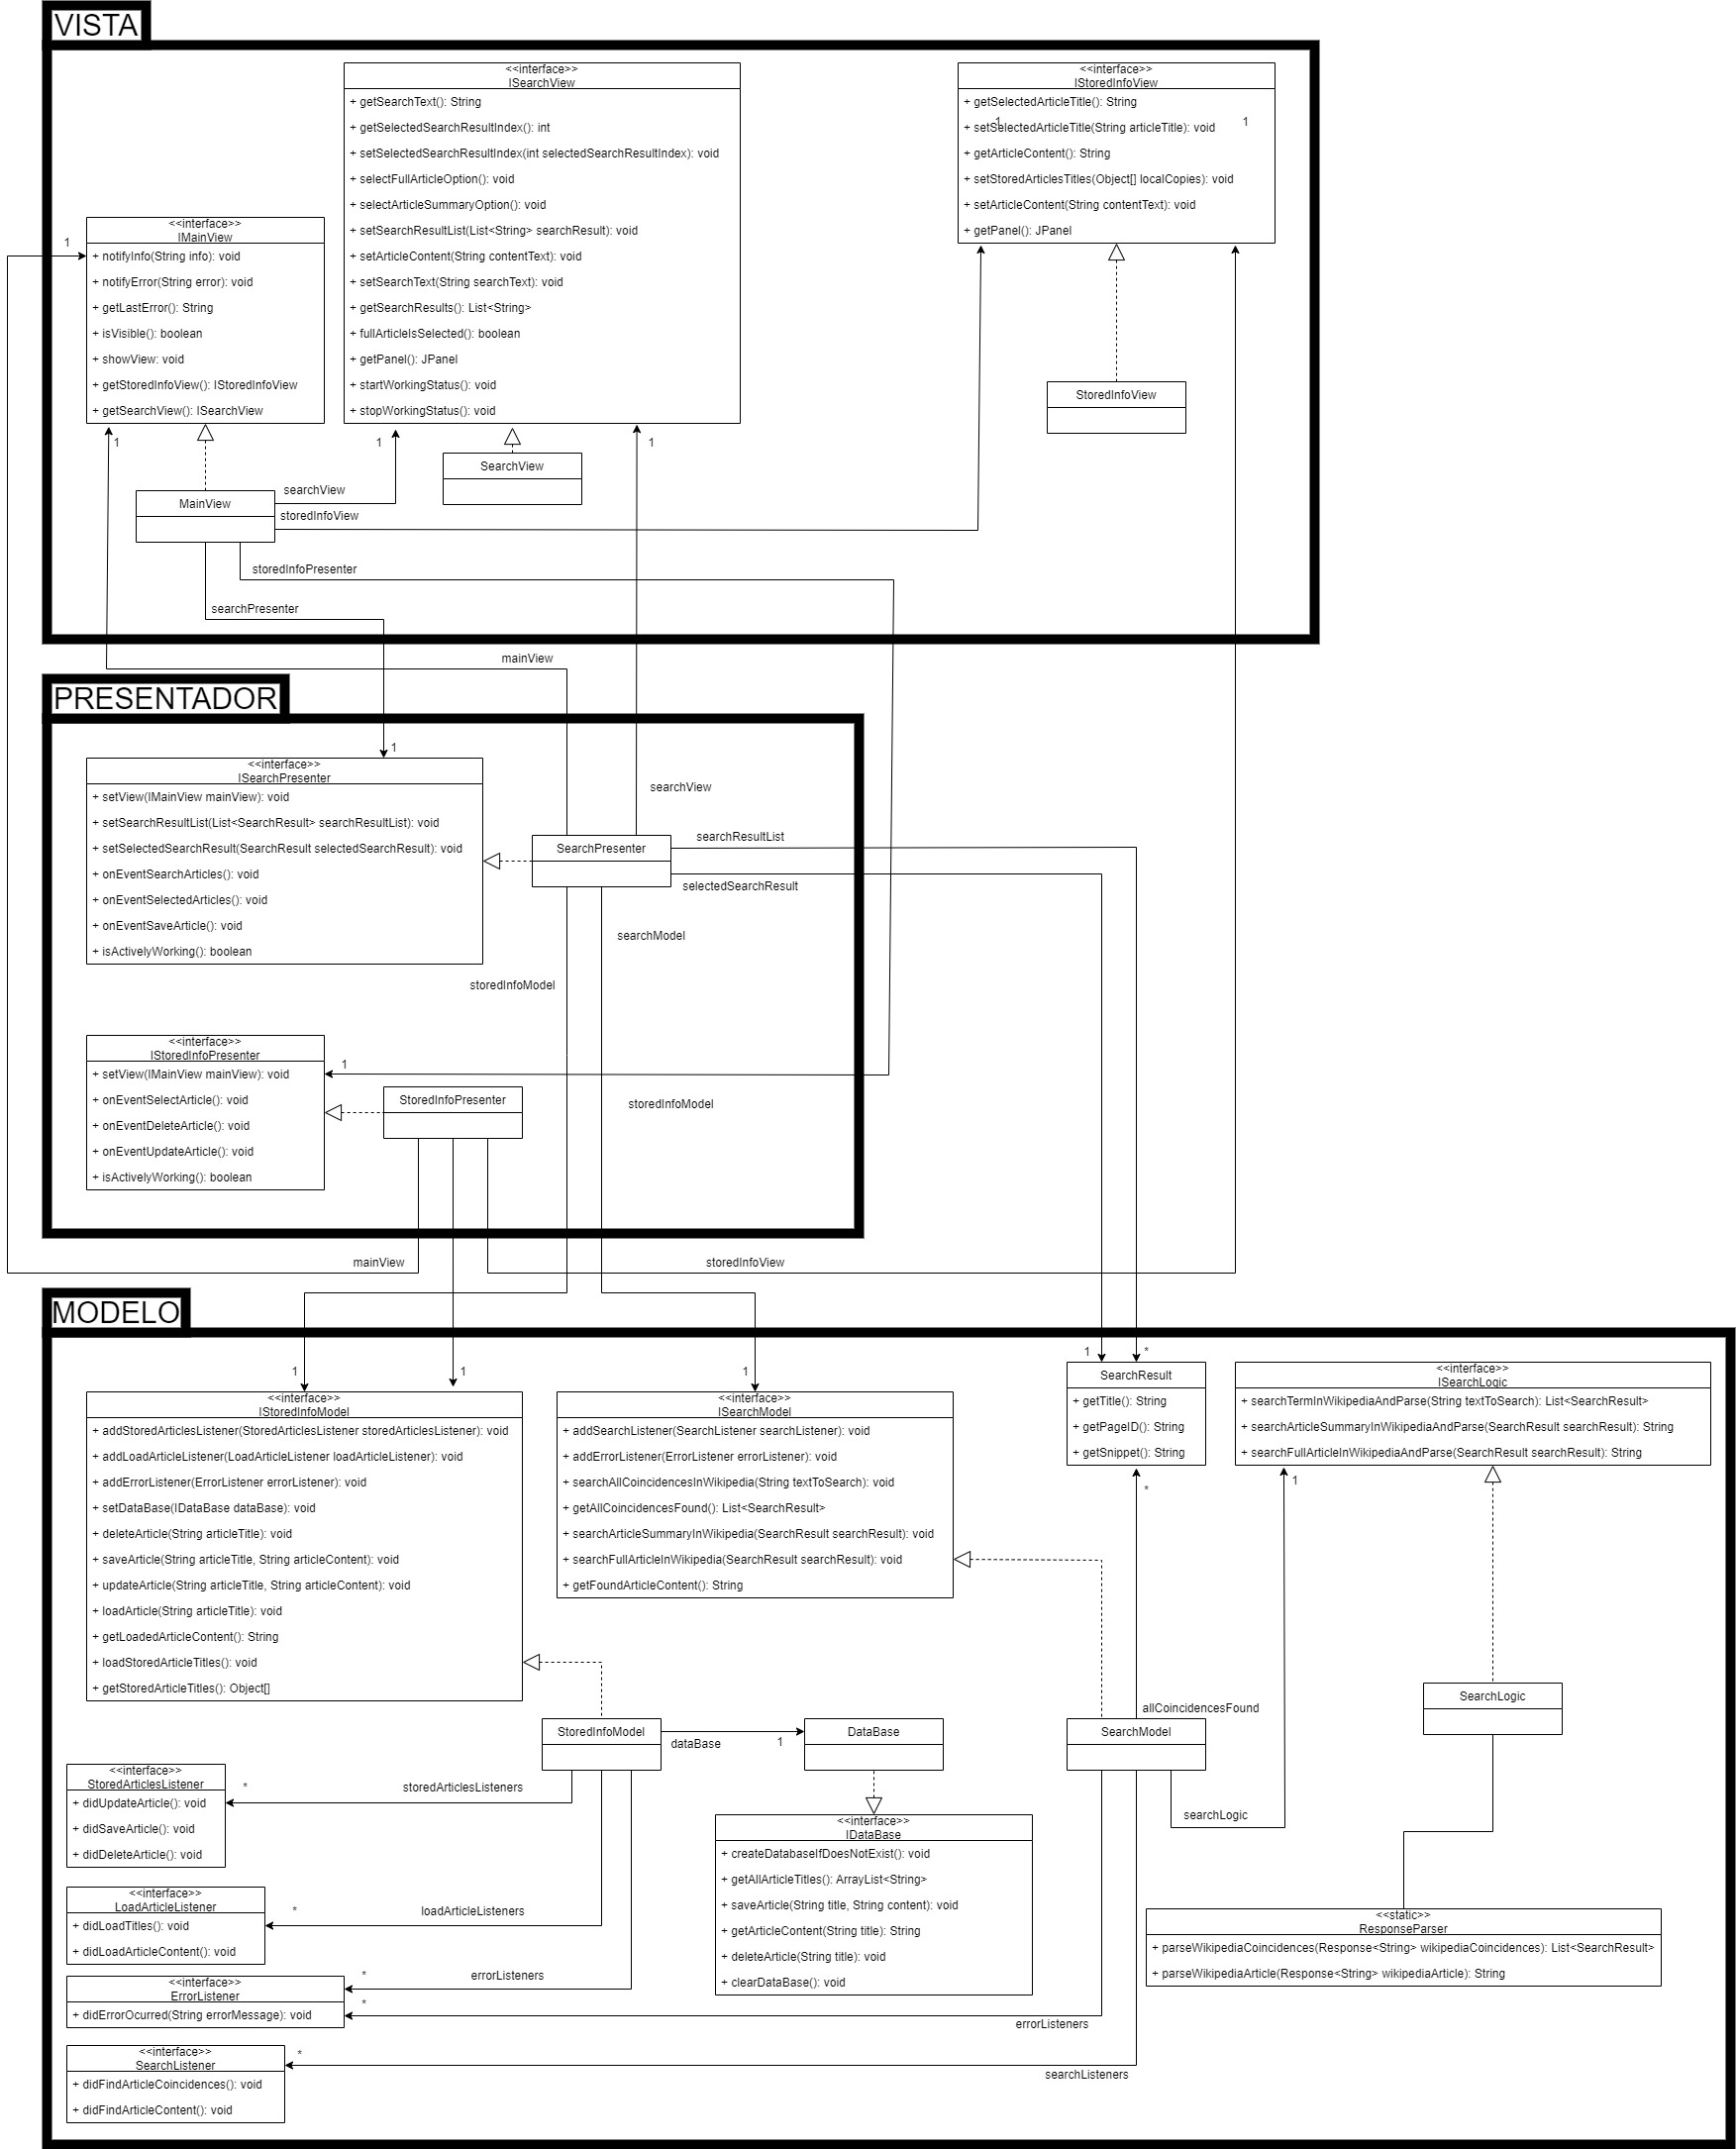 VISTA
<<interface>>
ISearchView
+ getSearchText(): String
+ getSelectedSearchResultIndex(): int
+ setSelectedSearchResultIndex(int selectedSearchResultIndex): void
+ selectFullArticleOption(): void
+ selectArticleSummaryOption(): void
+ setSearchResultList(List<String> searchResult): void
+ setArticleContent(String contentText): void
+ setSearchText(String searchText): void
+ getSearchResults(): List<String>
+ fullArticleIsSelected(): boolean
+ getPanel(): JPanel
+ startWorkingStatus(): void
+ stopWorkingStatus(): void
<<interface>>
IStoredInfoView
+ getSelectedArticleTitle(): String
1
1
+ setSelectedArticleTitle(String articleTitle): void
+ getArticleContent(): String
+ setStoredArticlesTitles(Object[] localCopies): void
+ setArticleContent(String contentText): void
+ getPanel(): JPanel
<<interface>>
IMainView
1
+ notifyInfo(String info): void
+ notifyError(String error): void
+ getLastError(): String
+ isVisible(): boolean
+ showView: void
+ getStoredInfoView(): IStoredInfoView
+ getSearchView(): ISearchView
StoredInfoView
1
1
1
SearchView
MainView
searchView
storedInfoView
storedInfoPresenter
searchPresenter
mainView
PRESENTADOR
1
<<interface>>
ISearchPresenter
+ setView(IMainView mainView): void
+ setSearchResultList(List<SearchResult> searchResultList): void
+ setSelectedSearchResult(SearchResult selectedSearchResult): void
+ onEventSearchArticles(): void
+ onEventSelectedArticles(): void
+ onEventSaveArticle(): void
+ isActivelyWorking(): boolean
searchView
searchResultList
SearchPresenter
selectedSearchResult
searchModel
storedInfoModel
<<interface>>
IStoredInfoPresenter
1
+ setView(IMainView mainView): void
+ onEventSelectArticle(): void
+ onEventDeleteArticle(): void
+ onEventUpdateArticle(): void
+ isActivelyWorking(): boolean
StoredInfoPresenter
storedInfoModel
mainView
storedInfoView
MODELO
1
1
1
1
*
<<interface>>
IStoredInfoModel
+ addStoredArticlesListener(StoredArticlesListener storedArticlesListener): void
+ addLoadArticleListener(LoadArticleListener loadArticleListener): void
+ addErrorListener(ErrorListener errorListener): void
+ setDataBase(IDataBase dataBase): void
+ deleteArticle(String articleTitle): void
+ saveArticle(String articleTitle, String articleContent): void
+ updateArticle(String articleTitle, String articleContent): void
+ loadArticle(String articleTitle): void
+ getLoadedArticleContent(): String
+ loadStoredArticleTitles(): void
+ getStoredArticleTitles(): Object[]
<<interface>>
ISearchModel
+ addSearchListener(SearchListener searchListener): void
+ addErrorListener(ErrorListener errorListener): void
+ searchAllCoincidencesInWikipedia(String textToSearch): void
+ getAllCoincidencesFound(): List<SearchResult>
+ searchArticleSummaryInWikipedia(SearchResult searchResult): void
+ searchFullArticleInWikipedia(SearchResult searchResult): void
+ getFoundArticleContent(): String
SearchResult
+ getTitle(): String
+ getPageID(): String
+ getSnippet(): String
<<interface>>
ISearchLogic
+ searchTermInWikipediaAndParse(String textToSearch): List<SearchResult>
+ searchArticleSummaryInWikipediaAndParse(SearchResult searchResult): String
+ searchFullArticleInWikipediaAndParse(SearchResult searchResult): String
*
1
SearchLogic
allCoincidencesFound
StoredInfoModel
dataBase
1
DataBase
SearchModel
<<interface>>
StoredArticlesListener
+ didUpdateArticle(): void
+ didSaveArticle(): void
+ didDeleteArticle(): void
*
storedArticlesListeners
searchLogic
<<interface>>
IDataBase
+ createDatabaseIfDoesNotExist(): void
+ getAllArticleTitles(): ArrayList<String>
+ saveArticle(String title, String content): void
+ getArticleContent(String title): String
+ deleteArticle(String title): void
+ clearDataBase(): void
<<interface>>
LoadArticleListener
+ didLoadTitles(): void
+ didLoadArticleContent(): void
*
loadArticleListeners
<<static>>
ResponseParser
+ parseWikipediaCoincidences(Response<String> wikipediaCoincidences): List<SearchResult>
+ parseWikipediaArticle(Response<String> wikipediaArticle): String
<<interface>>
ErrorListener
+ didErrorOcurred(String errorMessage): void
*
errorListeners
*
errorListeners
<<interface>>
SearchListener
+ didFindArticleCoincidences(): void
+ didFindArticleContent(): void
*
searchListeners